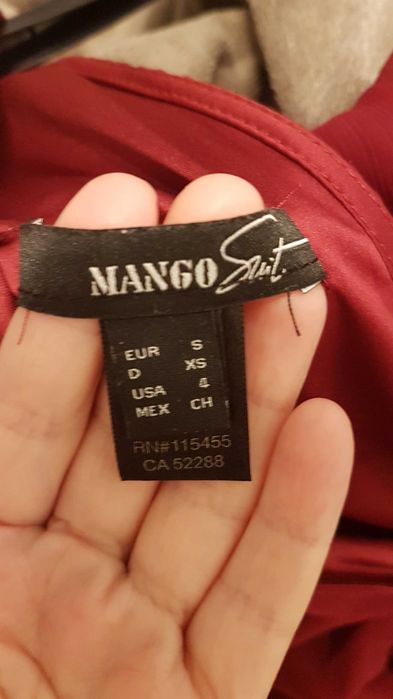 MANGO Suit.
EUR S
D XS
USA 4
MEX CH
RN#115455
CA 52288